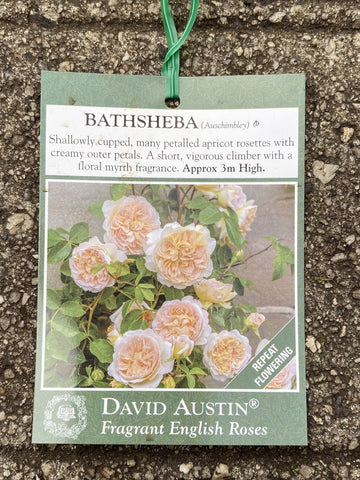 BATHSHEBA (Auschimbley)
Shallowly cupped, many petalled apricot rosettes with
creamy outer petals. A short, vigorous climber with a
floral myrrh fragrance. Approx 3m High.
REPEAT
FLOWERING
DAVID AUSTIN®
Fragrant English Roses